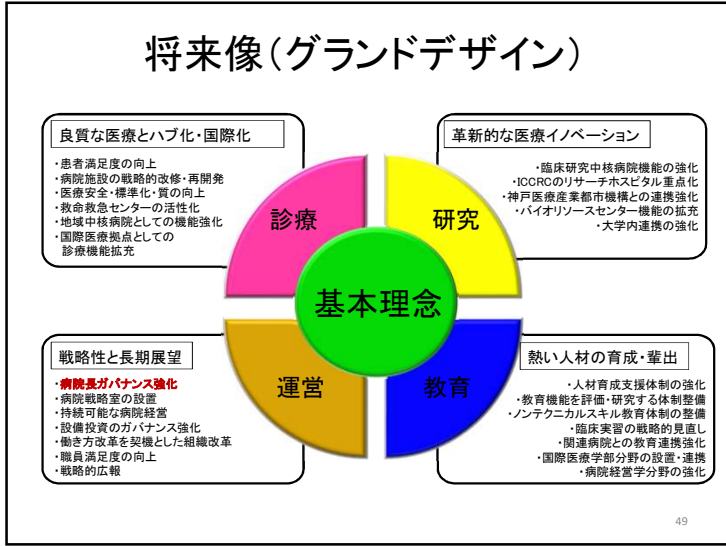 将来像(グランドデザイン)
良質な医療とハブ化・国際化
・患者満足度の向上
・病院施設の戦略的改修・再開発
・医療安全・標準化・質の向上
・救命救急センターの活性化
・地域中核病院としての機能強化
・国際医療拠点としての
診療機能拡充
革新的な医療イノベーション
・臨床研究中核病院機能の強化
・ICCRCのリサーチホスピタル重点化
・神戸医療産業都市機構との連携強化
・バイオリソースセンター機能の拡充
・大学内連携の強化
診療
研究
基本理念
運営
教育
戦略性と長期展望
・病院長ガバナンス強化
・病院戦略室の設置
・持続可能な病院経営
・設備投資のガバナンス強化
・働き方改革を契機とした組織改革
・職員満足度の向上
・戦略的広報
熱い人材の育成・輩出
・人材育成支援体制の強化
・教育機能を評価・研究する体制整備
・ノンテクニカルスキル教育体制の整備
・臨床実習の戦略的見直し
・関連病院との教育連携強化
・国際医療学部分野の設置・連携
・病院経営学分野の強化
49